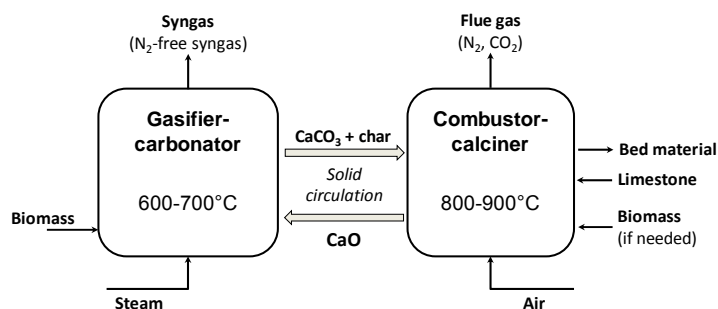 Syngas
(N₂-free syngas)
Flue gas
(N₂, CO₂)
Gasifier-
carbonator
600-700°C
CaCO₃ + char
Solid
circulation
CaO
Combustor-
calciner
800-900°C
Bed material
Limestone
Biomass
(if needed)
Biomass
Steam
Air